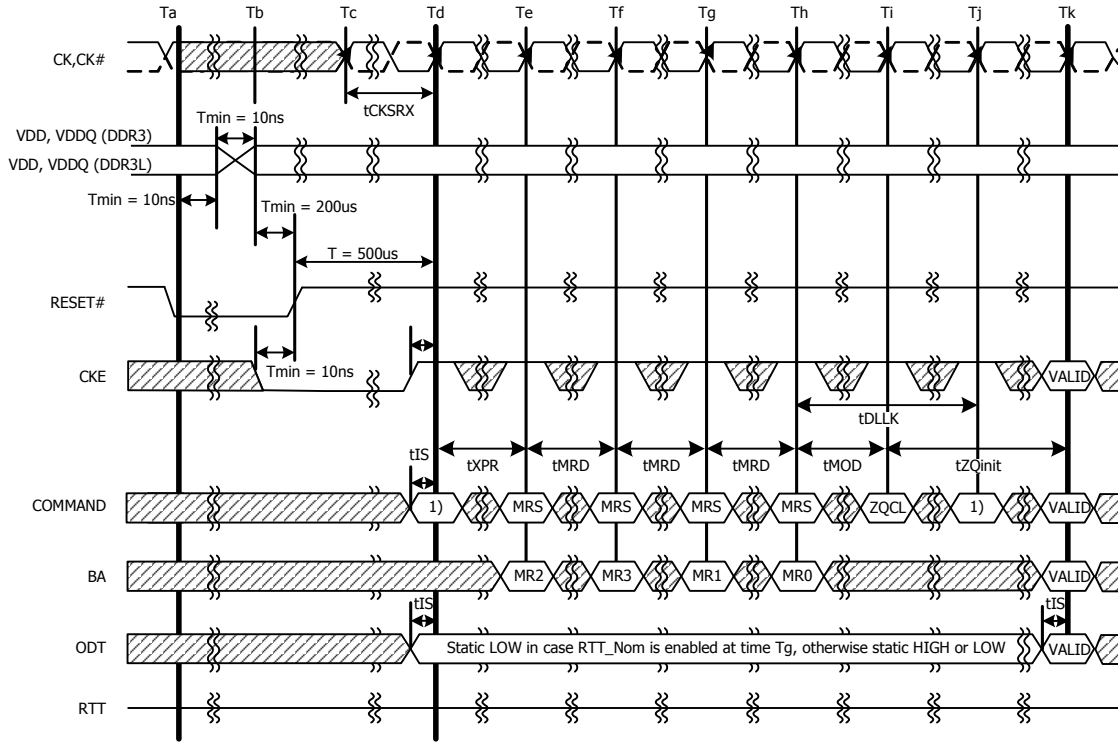 Ta Tb Tc Td Te Tf Tg Th Ti Tj Tk
CK,CK#
tCKSRX
Tmin = 10ns
VDD, VDDQ (DDR3)
VDD, VDDQ (DDR3L)
Tmin = 10ns
Tmin = 200us
T = 500us
RESET#
Tmin = 10ns
CKE
VALID
tDLLK
tIS
tXPR tMRD tMRD tMRD tMOD tZQinit
COMMAND
1) MRS MRS MRS MRS ZQCL 1) VALID
BA
MR2 MR3 MR1 MR0 VALID
tIS tIS
ODT
Static LOW in case RTT_Nom is enabled at time Tg, otherwise static HIGH or LOW
VALID
RTT